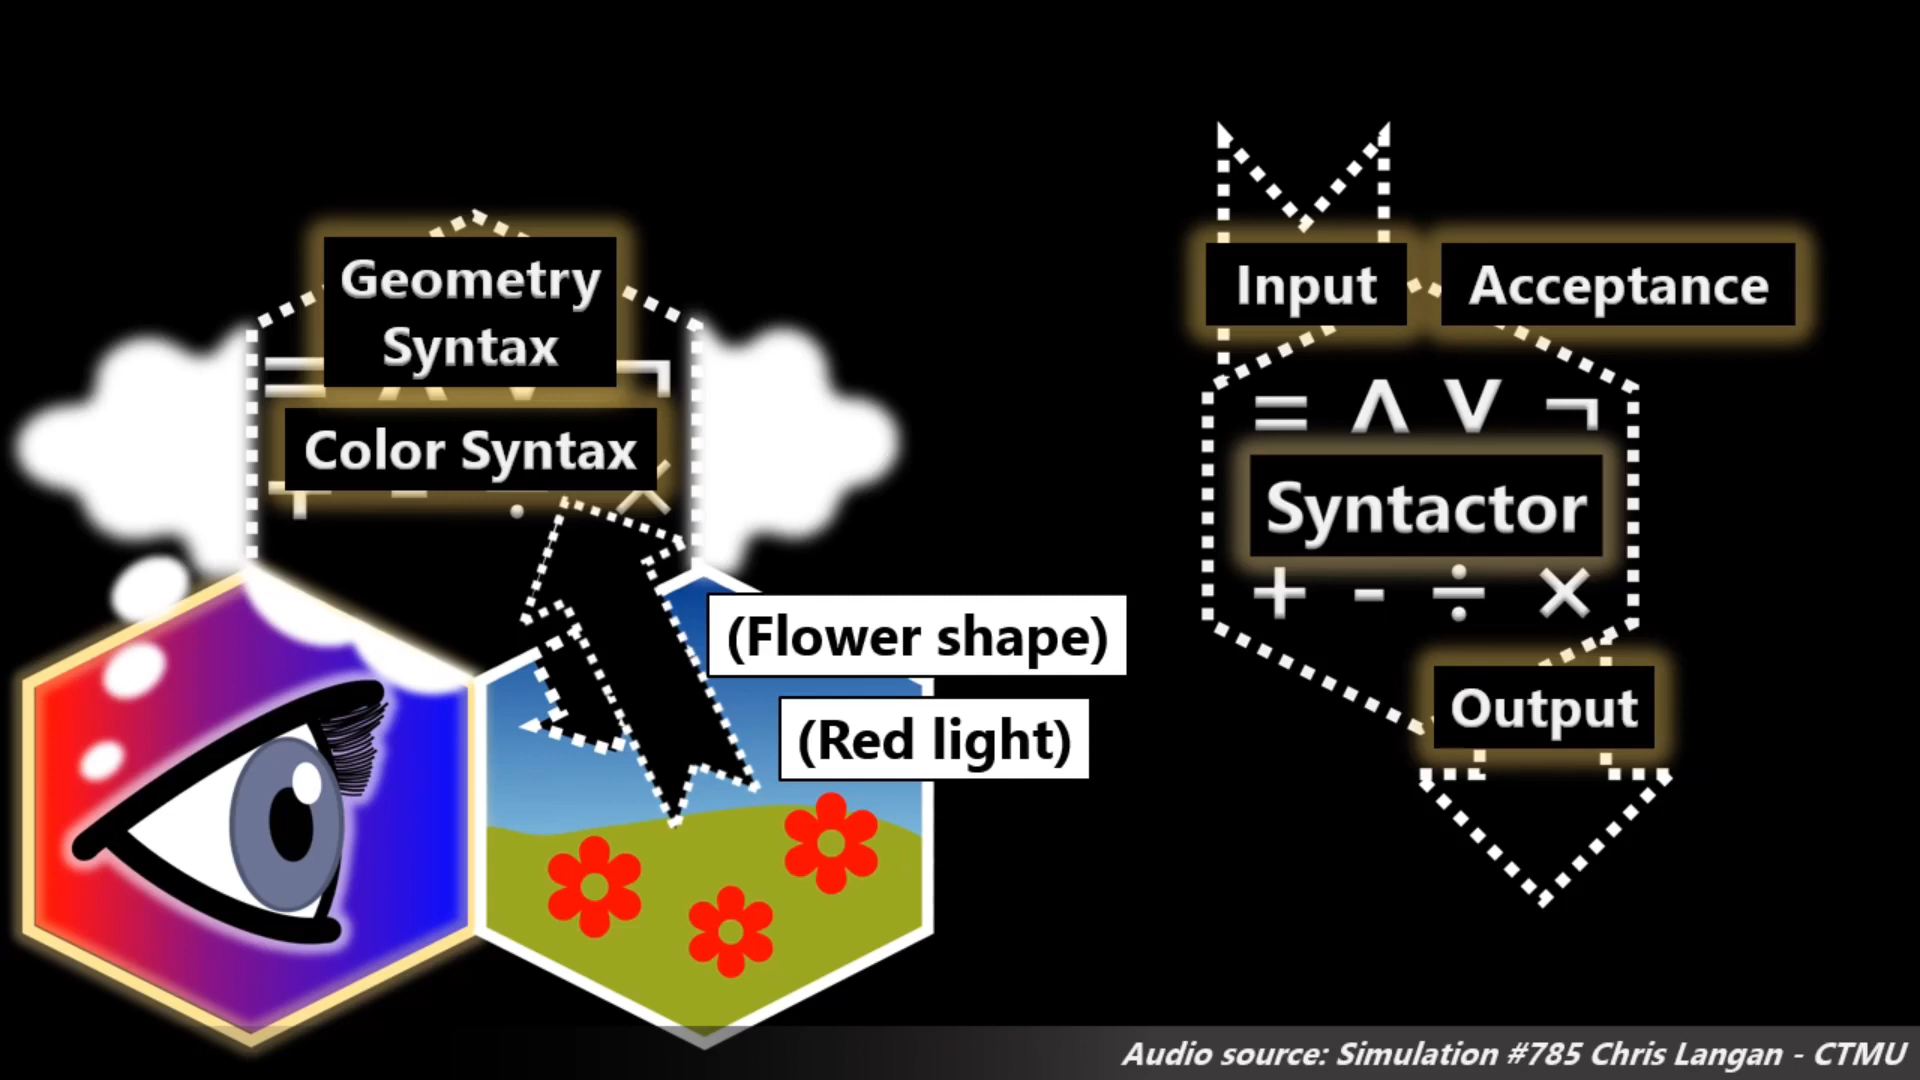 Geometry
Syntax
Color Syntax
(Flower shape)
(Red light)
Input
Acceptance
= ∧ ∨ ¬
Syntactor
+ - ÷ ×
Output
Audio source: Simulation #785 Chris Langan - CTMU